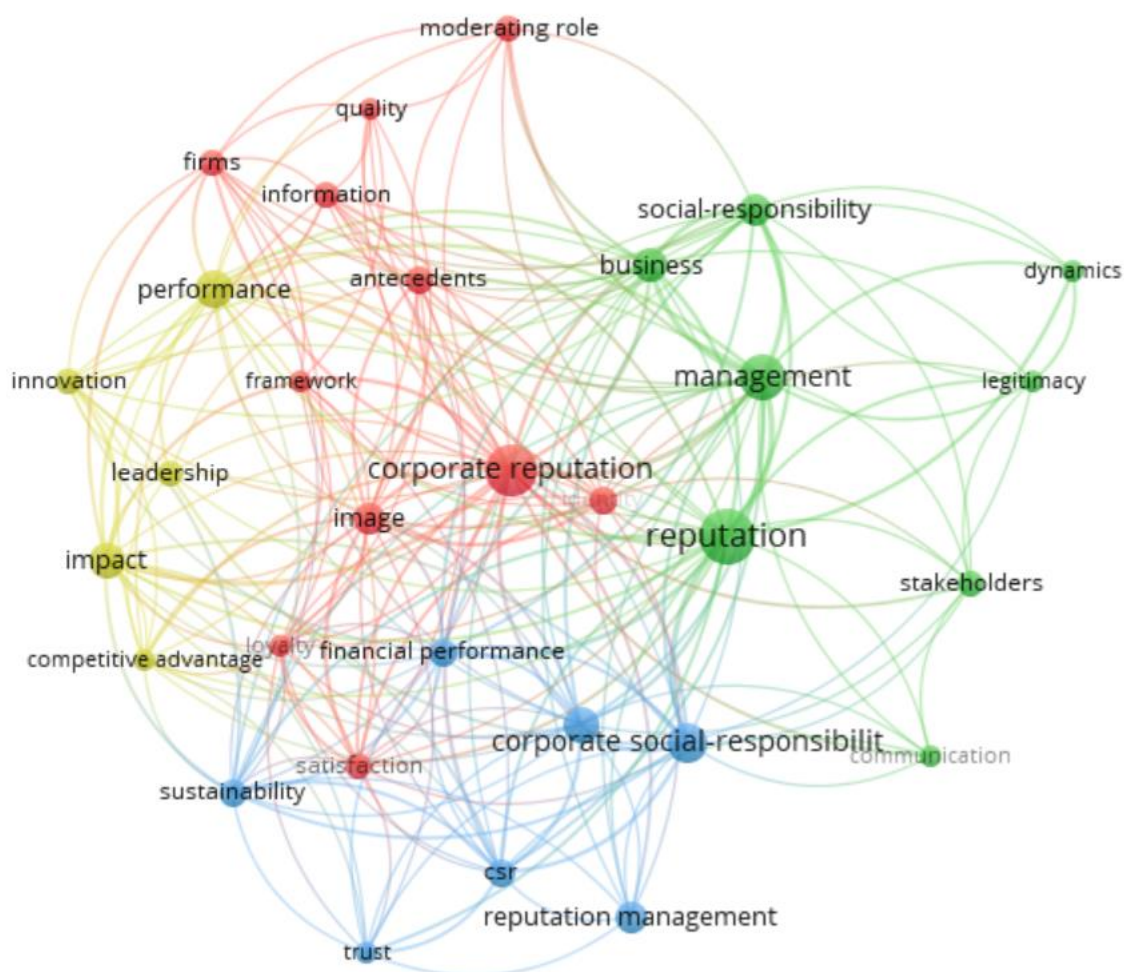 moderating role
quality
firms
information
social-responsibility
business
dynamics
antecedents
performance
management
innovation
framework
legitimacy
corporate reputation
leadership
image
reputation
impact
stakeholders
loyalty
financial performance
competitive advantage
corporate social-responsibilit
communication
satisfaction
sustainability
csr
reputation management
trust